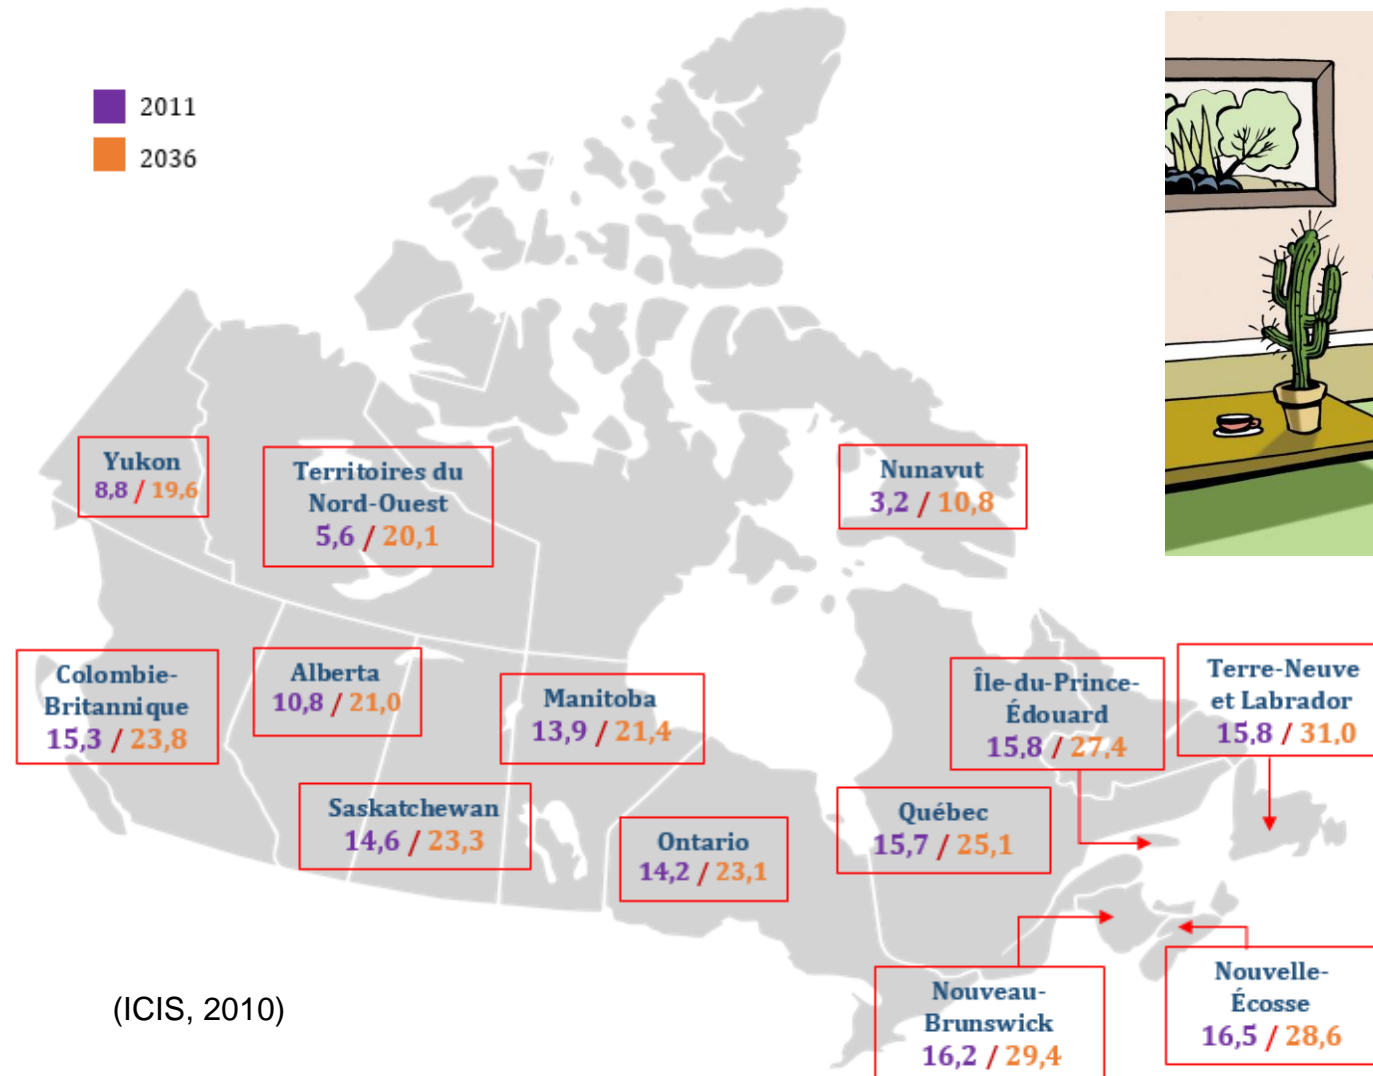 2011
2036
Yukon
8,8 / 19,6
Territoires du
Nord-Ouest
5,6 / 20,1
Nunavut
3,2 / 10,8
Colombie-
Britannique
15,3 / 23,8
Alberta
10,8 / 21,0
Manitoba
13,9 / 21,4
Saskatchewan
14,6 / 23,3
Ontario
14,2 / 23,1
Québec
15,7 / 25,1
Île-du-Prince-
Édouard
15,8 / 27,4
Terre-Neuve
et Labrador
15,8 / 31,0
Nouveau-
Brunswick
16,2 / 29,4
Nouvelle-
Écosse
16,5 / 28,6
(ICIS, 2010)